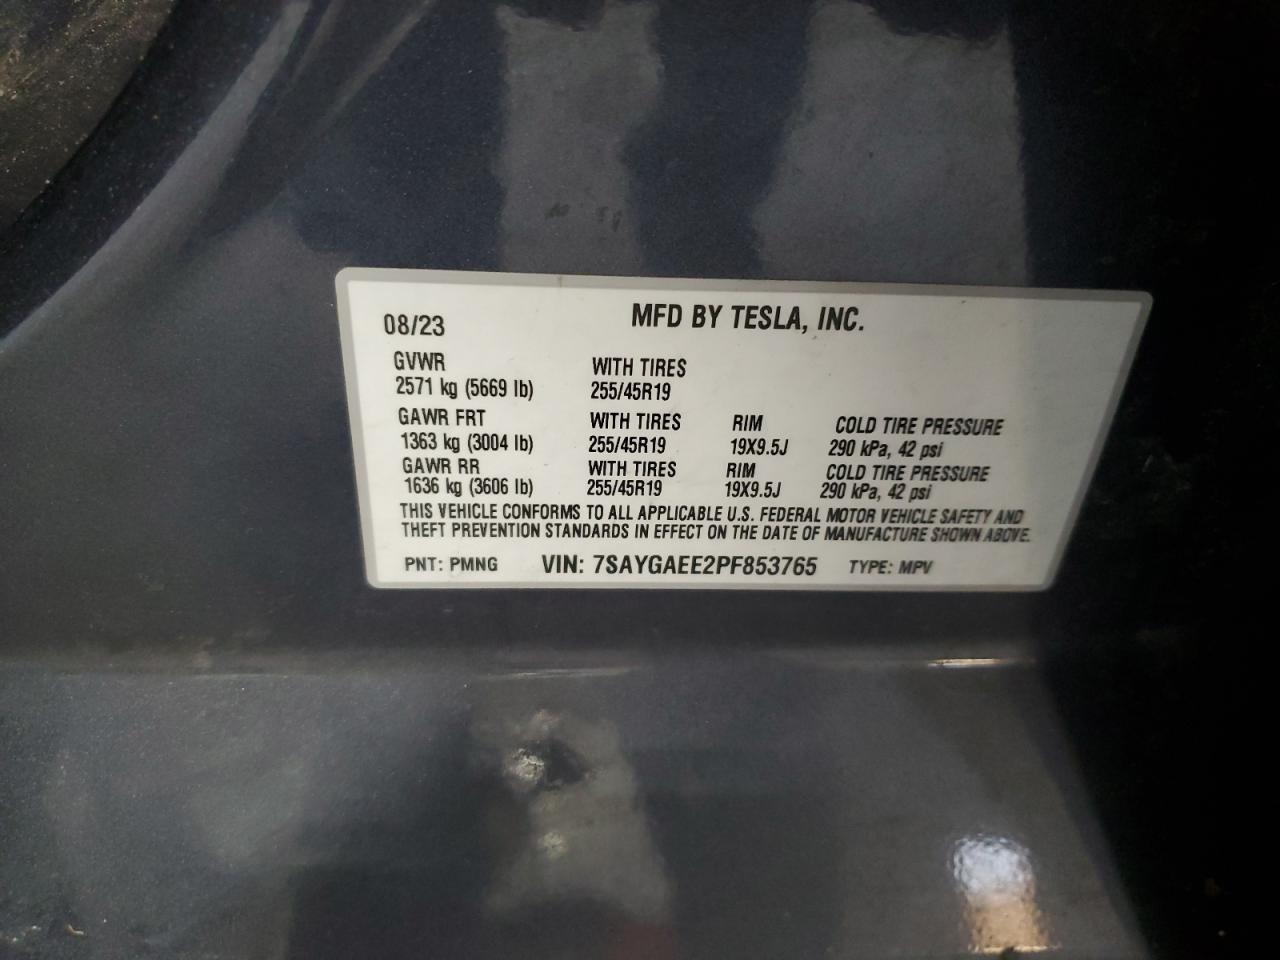 08/23 MFD BY TESLA, INC.
GVWR WITH TIRES
2571 kg (5669 lb) 255/45R19
GAWR FRT WITH TIRES RIM COLD TIRE PRESSURE
1363 kg (3004 lb) 255/45R19 19X9.5J 290 kPa, 42 psi
GAWR RR WITH TIRES RIM COLD TIRE PRESSURE
1636 kg (3606 lb) 255/45R19 19X9.5J 290 kPa, 42 psi
THIS VEHICLE CONFORMS TO ALL APPLICABLE U.S. FEDERAL MOTOR VEHICLE SAFETY AND
THEFT PREVENTION STANDARDS IN EFFECT ON THE DATE OF MANUFACTURE SHOWN ABOVE.
PNT: PMNG VIN: 7SAYGAEE2PF853765 TYPE: MPV